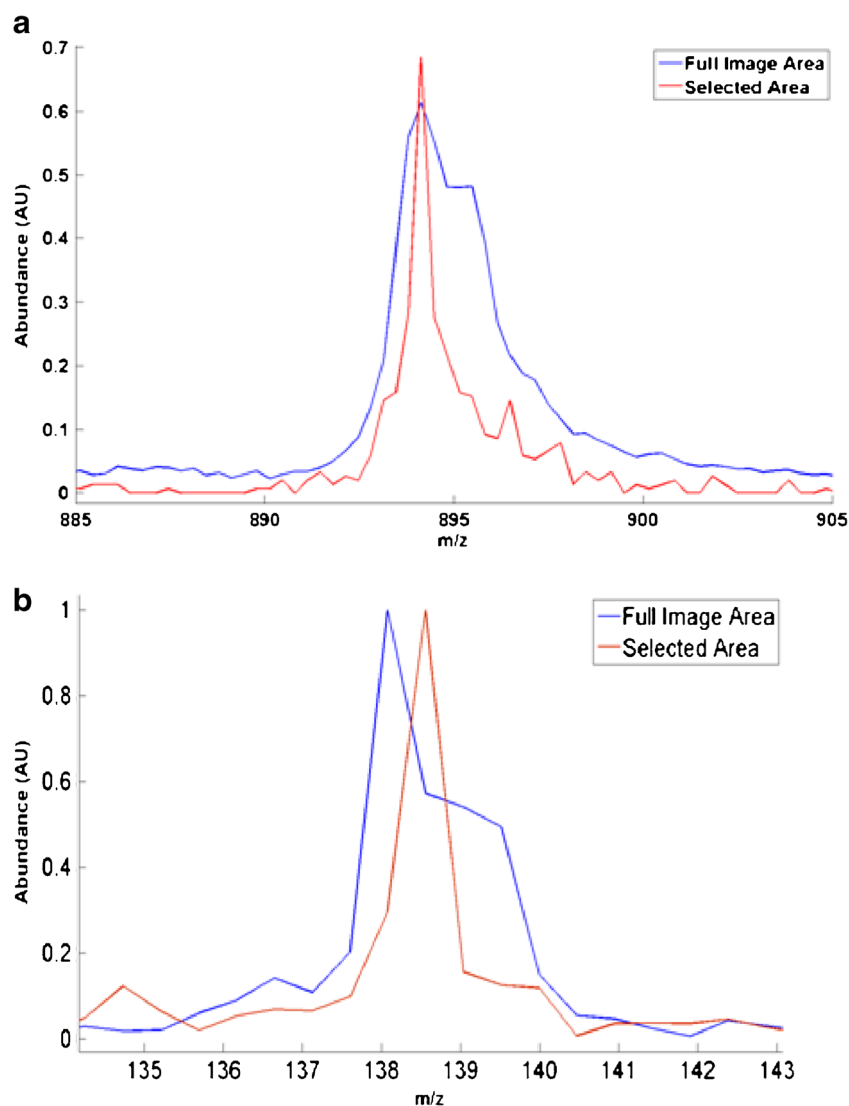 a
0.7
0.6
0.5
0.4
0.3
0.2
0.1
0
Abundance (AU)
Full Image Area
Selected Area
885 890 895 900 905
m/z
b
1
0.8
0.6
0.4
0.2
0
Abundance (AU)
Full Image Area
Selected Area
135 136 137 138 139 140 141 142 143
m/z